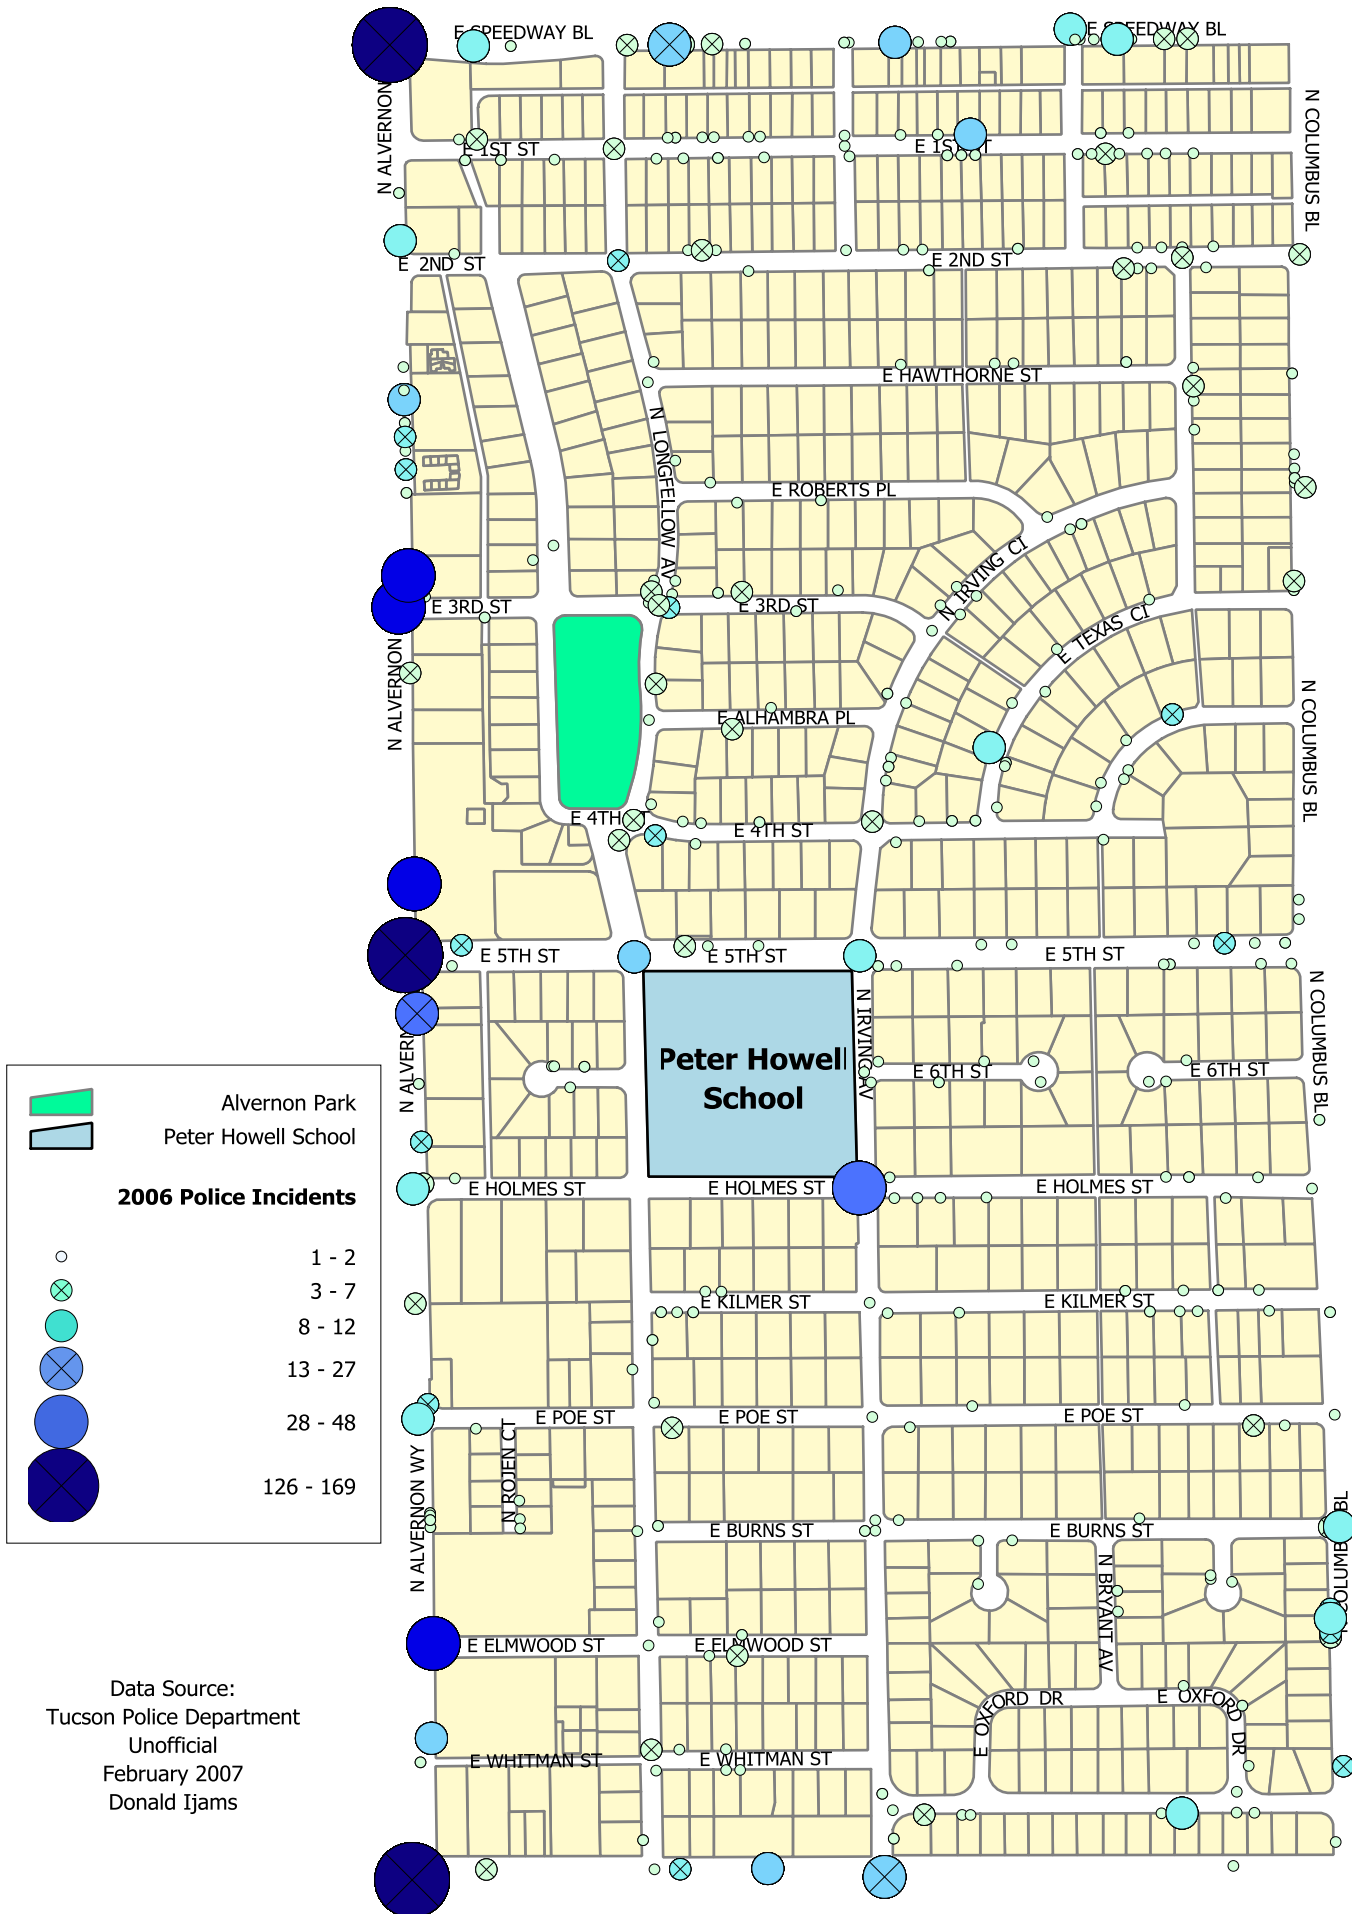 E SPEEDWAY BL
E SPEEDWAY BL
N ALVERNON
N COLUMBUS BL
E 1ST ST
E 1ST ST
E 2ND ST
E 2ND ST
E HAWTHORNE ST
N LONGFELLOW AV
E ROBERTS PL
N IRVING CI
E 3RD ST
E 3RD ST
E TEXAS CI
N ALVERNON
N COLUMBUS BL
E ALHAMBRA PL
E 4TH ST
E 4TH ST
E 5TH ST
E 5TH ST
E 5TH ST
N ALVERN
N IRVING AV
N COLUMBUS BL
Peter Howell
School
E 6TH ST
E 6TH ST
Alvernon Park
Peter Howell School
2006 Police Incidents
1 - 2
3 - 7
8 - 12
13 - 27
28 - 48
126 - 169
E HOLMES ST
E HOLMES ST
E HOLMES ST
E KILMER ST
E KILMER ST
E POE ST
E POE ST
E POE ST
N ALVERNON WY
N ROJEN CT
E BURNS ST
E BURNS ST
N BRYANT AV
N COLUMBUS BL
E ELMWOOD ST
E ELMWOOD ST
E OXFORD DR
E OXFORD DR
E WHITMAN ST
E WHITMAN ST
Data Source:
Tucson Police Department
Unofficial
February 2007
Donald Ijams